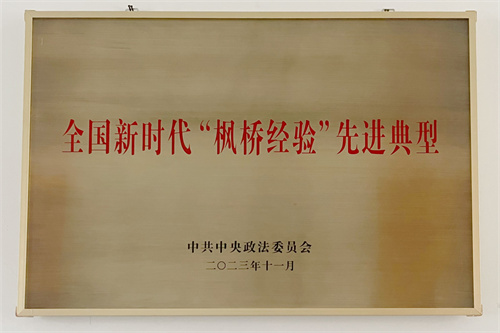 全国新时代“枫桥经验”先进典型
中共中央政法委员会
二〇二三年十一月